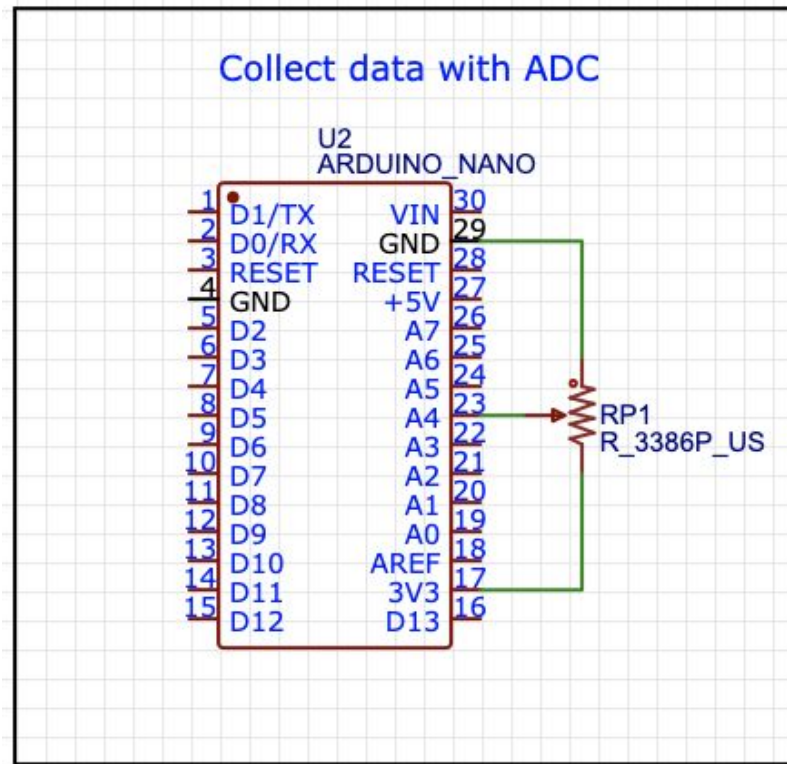 Collect data with ADC
U2
ARDUINO_NANO
1 D1/TX VIN 30
2 D0/RX GND 29
3 RESET RESET 28
4 GND +5V 27
5 D2 A7 26
6 D3 A6 25
7 D4 A5 24
8 D5 A4 23
9 D6 A3 22
10 D7 A2 21
11 D8 A1 20
12 D9 A0 19
13 D10 AREF 18
14 D11 3V3 17
15 D12 D13 16
RP1
R_3386P_US